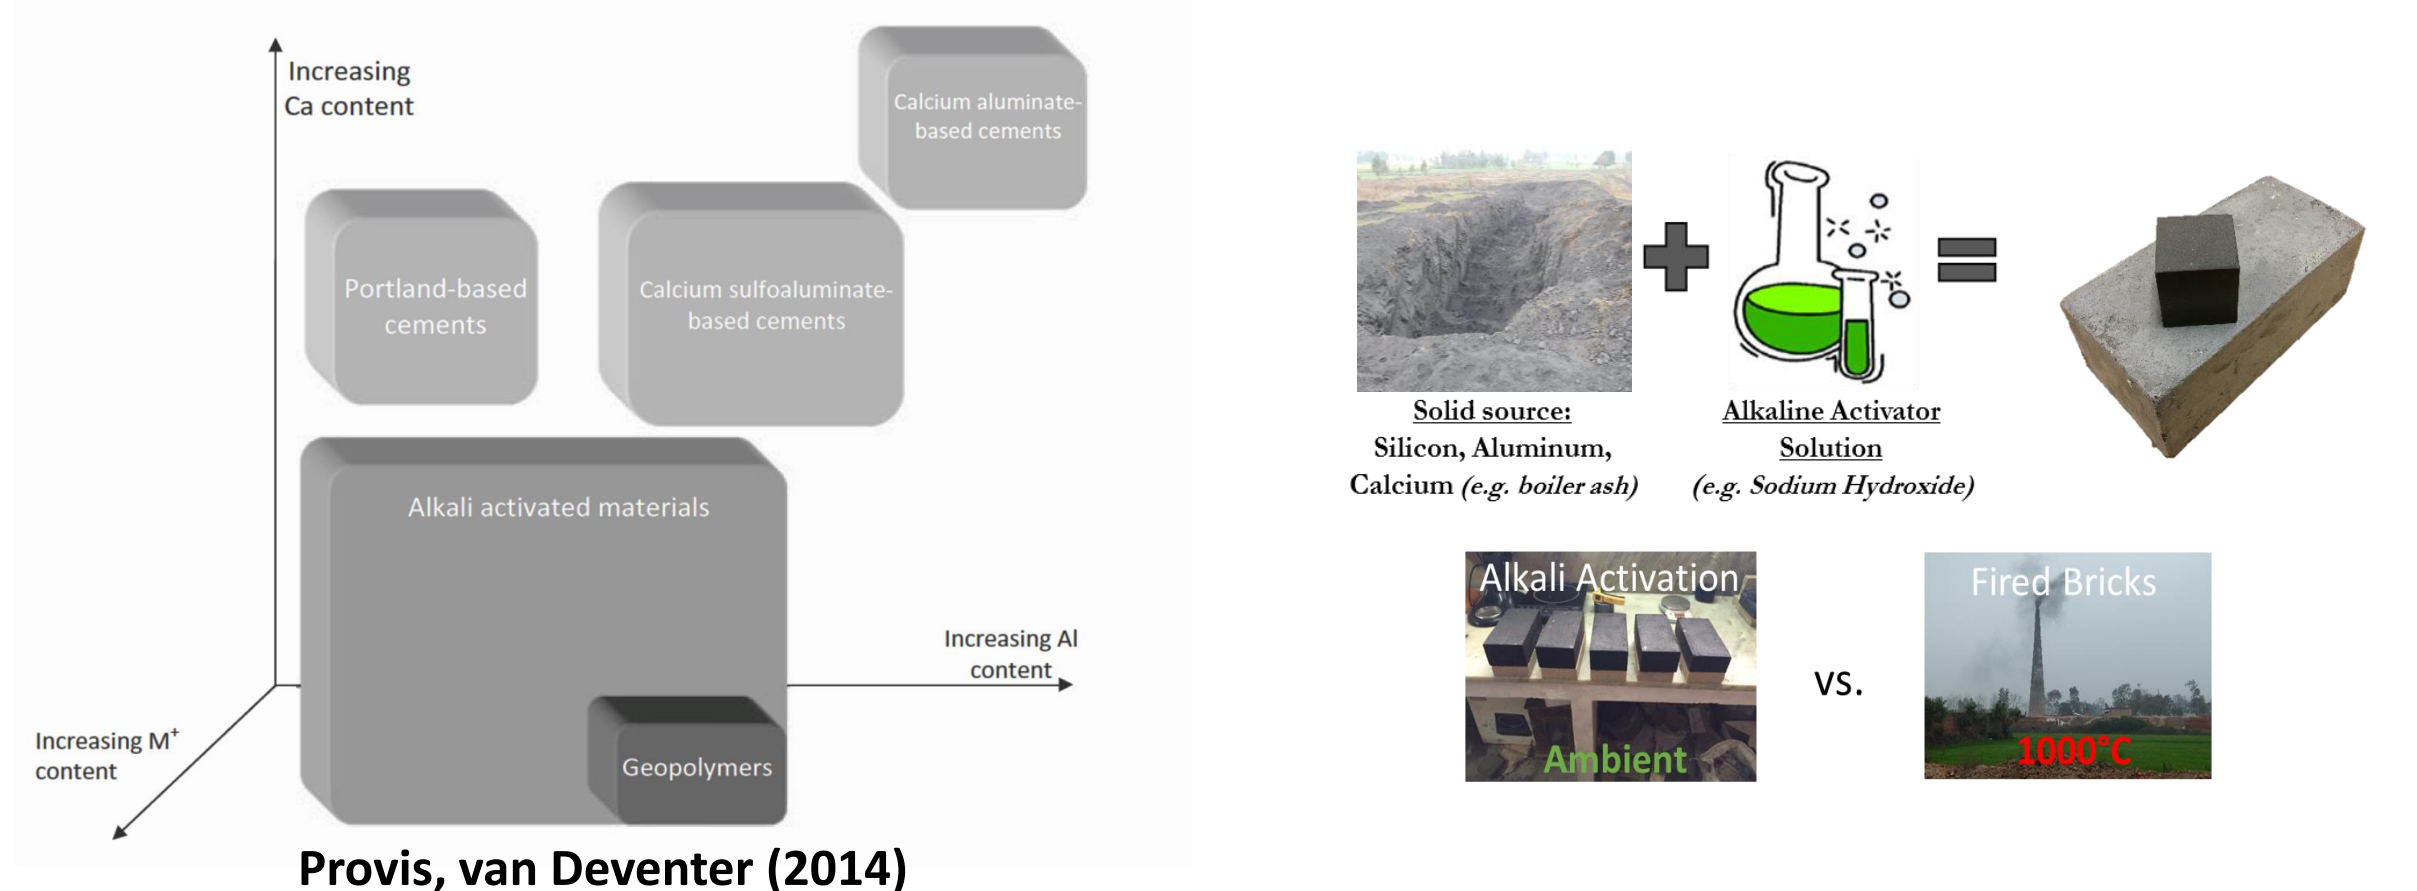 Increasing
Ca content
Calcium aluminate-
based cements
Portland-based
cements
Calcium sulfoaluminate-
based cements
Alkali activated materials
Increasing Al
content
Increasing M⁺
content
Geopolymers
Provis, van Deventer (2014)
Solid source:
Silicon, Aluminum,
Calcium (e.g. boiler ash)
Alkaline Activator
Solution
(e.g. Sodium Hydroxide)
Alkali Activation
Ambient
vs.
Fired Bricks
1000°C